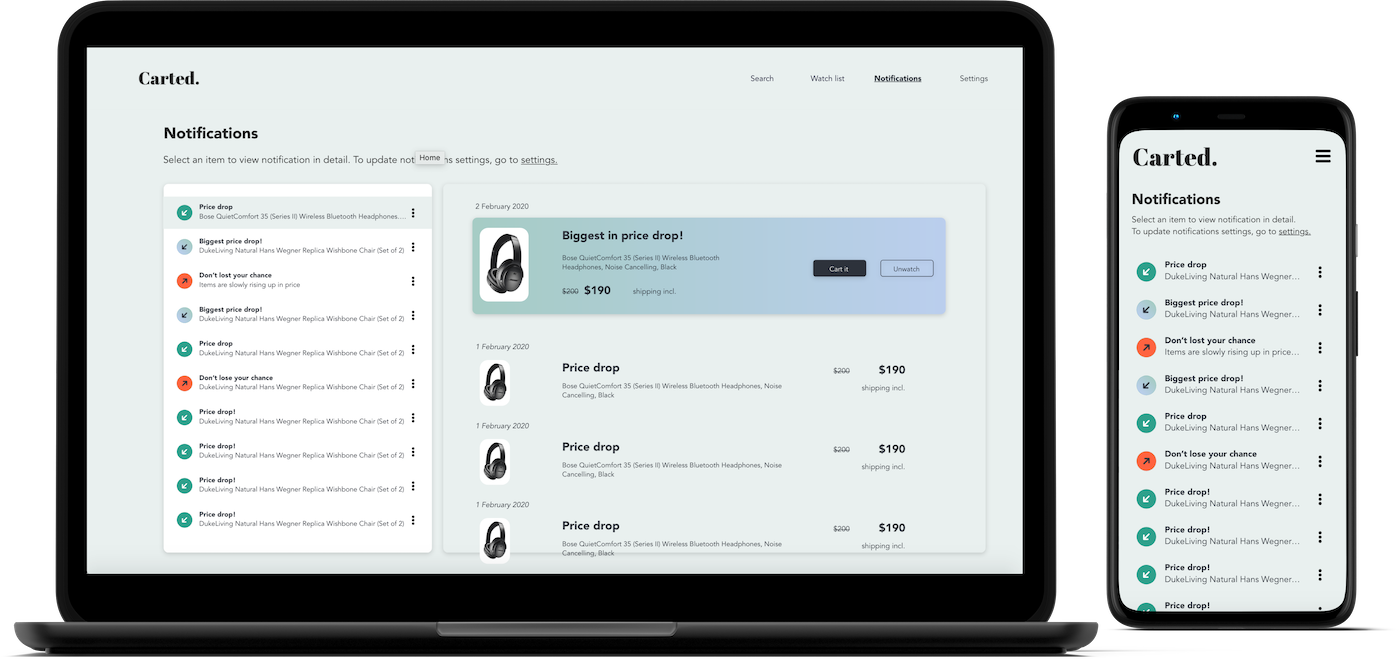 Carted.
Search
Watch list
Notifications
Settings
Notifications
Select an item to view notification in detail. To update not
Home
ns settings, go to settings.
Price drop
Bose QuietComfort 35 (Series II) Wireless Bluetooth Headphones....
Biggest price drop!
DukeLiving Natural Hans Wegner Replica Wishbone Chair (Set of 2)
Don't lost your chance
Items are slowly rising up in price
Biggest price drop!
DukeLiving Natural Hans Wegner Replica Wishbone Chair (Set of 2)
Price drop
DukeLiving Natural Hans Wegner Replica Wishbone Chair (Set of 2)
Don't lose your chance
DukeLiving Natural Hans Wegner Replica Wishbone Chair (Set of 2)
Price drop!
DukeLiving Natural Hans Wegner Replica Wishbone Chair (Set of 2)
Price drop!
DukeLiving Natural Hans Wegner Replica Wishbone Chair (Set of 2)
Price drop!
DukeLiving Natural Hans Wegner Replica Wishbone Chair (Set of 2)
Price drop!
DukeLiving Natural Hans Wegner Replica Wishbone Chair (Set of 2)
2 February 2020
Biggest in price drop!
Bose QuietComfort 35 (Series II) Wireless Bluetooth
Headphones, Noise Cancelling, Black
$200 $190 shipping incl.
Cart it
Unwatch
1 February 2020
Price drop
Bose QuietComfort 35 (Series II) Wireless Bluetooth Headphones, Noise
Cancelling, Black
$200 $190
shipping incl.
1 February 2020
Price drop
Bose QuietComfort 35 (Series II) Wireless Bluetooth Headphones, Noise
Cancelling, Black
$200 $190
shipping incl.
1 February 2020
Price drop
Bose QuietComfort 35 (Series II) Wireless Bluetooth Headphones, Noise
Cancelling, Black
$200 $190
shipping incl.
Carted.
Notifications
Select an item to view notification in detail.
To update notifications settings, go to settings.
Price drop
DukeLiving Natural Hans Wegner...
Biggest price drop!
DukeLiving Natural Hans Wegner...
Don't lost your chance
Items are slowly rising up in price...
Biggest price drop!
DukeLiving Natural Hans Wegner...
Price drop
DukeLiving Natural Hans Wegner...
Don't lose your chance
DukeLiving Natural Hans Wegner...
Price drop!
DukeLiving Natural Hans Wegner...
Price drop!
DukeLiving Natural Hans Wegner...
Price drop!
DukeLiving Natural Hans Wegner...
Price drop!